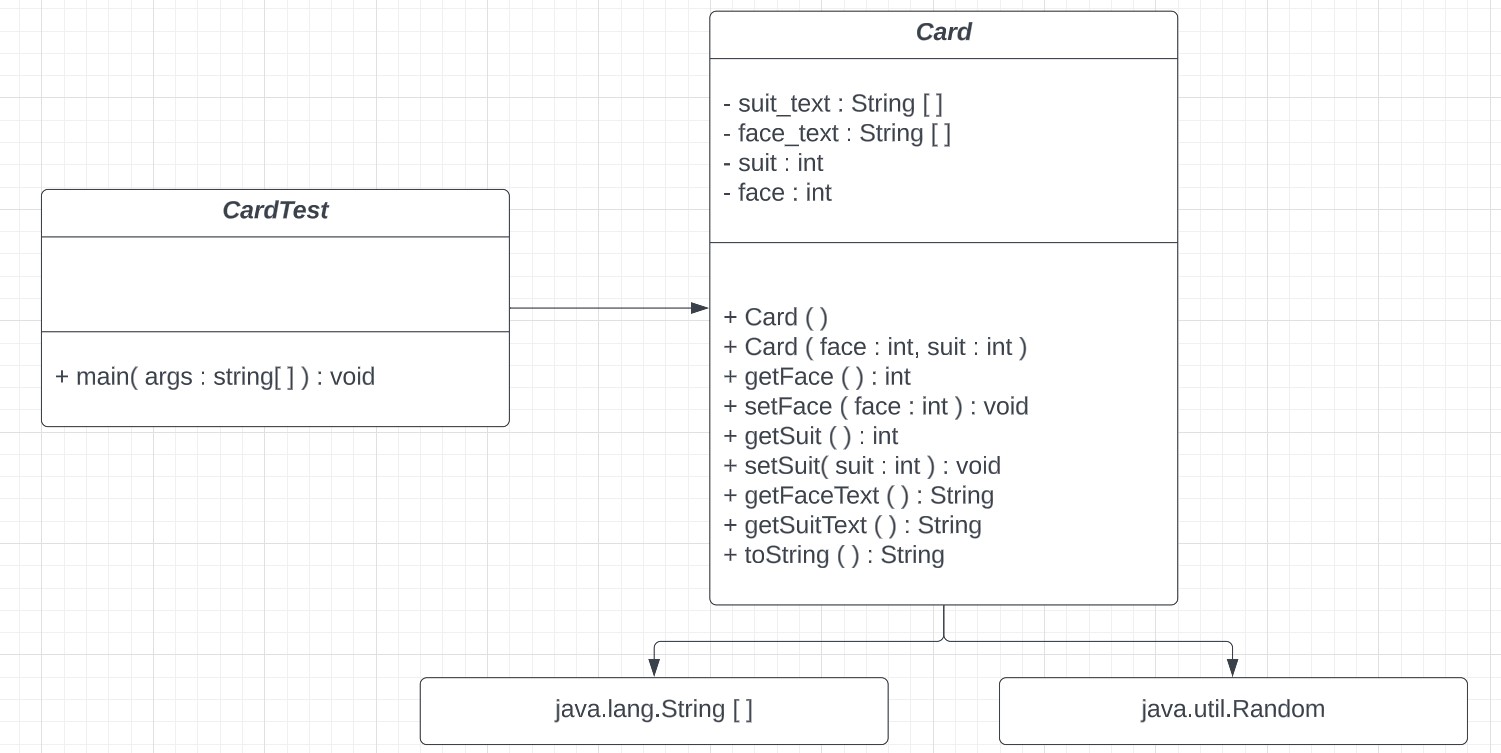 Card
- suit_text : String [ ]
- face_text : String [ ]
- suit : int
- face : int
+ Card ( )
+ Card ( face : int, suit : int )
+ getFace ( ) : int
+ setFace ( face : int ) : void
+ getSuit ( ) : int
+ setSuit( suit : int ) : void
+ getFaceText ( ) : String
+ getSuitText ( ) : String
+ toString ( ) : String
CardTest
+ main( args : string[ ] ) : void
java.lang.String [ ]
java.util.Random